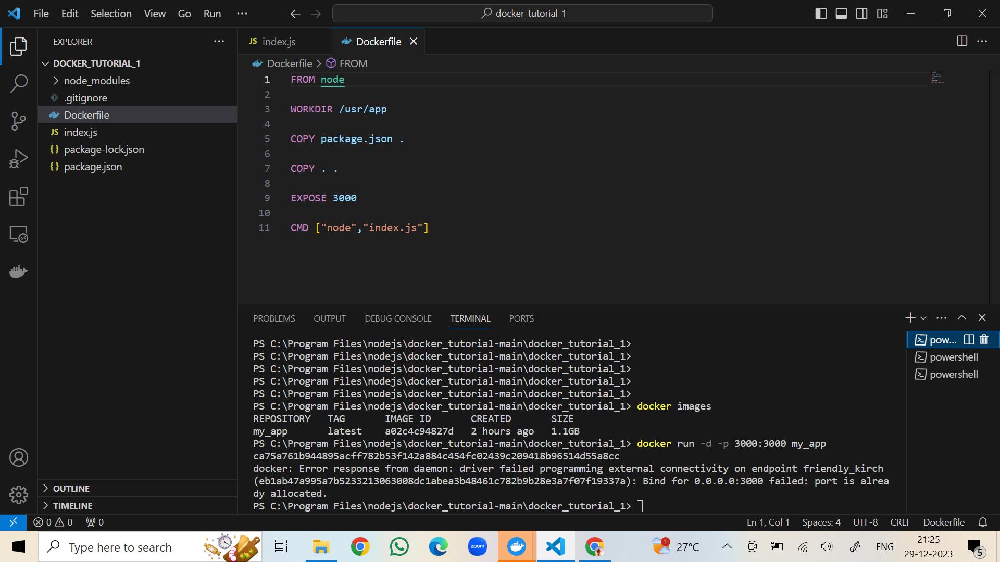 File Edit Selection View Go Run ...
docker_tutorial_1
EXPLORER
DOCKER_TUTORIAL_1
node_modules
.gitignore
Dockerfile
JS index.js
{} package-lock.json
{} package.json
OUTLINE
TIMELINE
JS index.js
Dockerfile
Dockerfile > FROM
1 FROM node
2
3 WORKDIR /usr/app
4
5 COPY package.json .
6
7 COPY . .
8
9 EXPOSE 3000
10
11 CMD ["node","index.js"]
PROBLEMS OUTPUT DEBUG CONSOLE TERMINAL PORTS
PS C:\Program Files\nodejs\docker_tutorial-main\docker_tutorial_1>
PS C:\Program Files\nodejs\docker_tutorial-main\docker_tutorial_1>
PS C:\Program Files\nodejs\docker_tutorial-main\docker_tutorial_1>
PS C:\Program Files\nodejs\docker_tutorial-main\docker_tutorial_1>
PS C:\Program Files\nodejs\docker_tutorial-main\docker_tutorial_1>
PS C:\Program Files\nodejs\docker_tutorial-main\docker_tutorial_1> docker images
REPOSITORY TAG IMAGE ID CREATED SIZE
my_app latest a02c4c94827d 2 hours ago 1.1GB
PS C:\Program Files\nodejs\docker_tutorial-main\docker_tutorial_1> docker run -d -p 3000:3000 my_app
ca75a761b944895acff782b53f142a884c454fc02439c209418b96514d55a8cc
docker: Error response from daemon: driver failed programming external connectivity on endpoint friendly_kirch
(eb1ab47a995a7b5233213063008dc1abea3b48461c782b9b28e3a7f07f19337a): Bind for 0.0.0.0:3000 failed: port is alrea
dy allocated.
PS C:\Program Files\nodejs\docker_tutorial-main\docker_tutorial_1>
pow...
powershell
powershell
0 0 0
Ln 1, Col 1 Spaces: 4 UTF-8 CRLF Dockerfile
Type here to search
zoom
1
27°C
ENG
21:25
29-12-2023
5